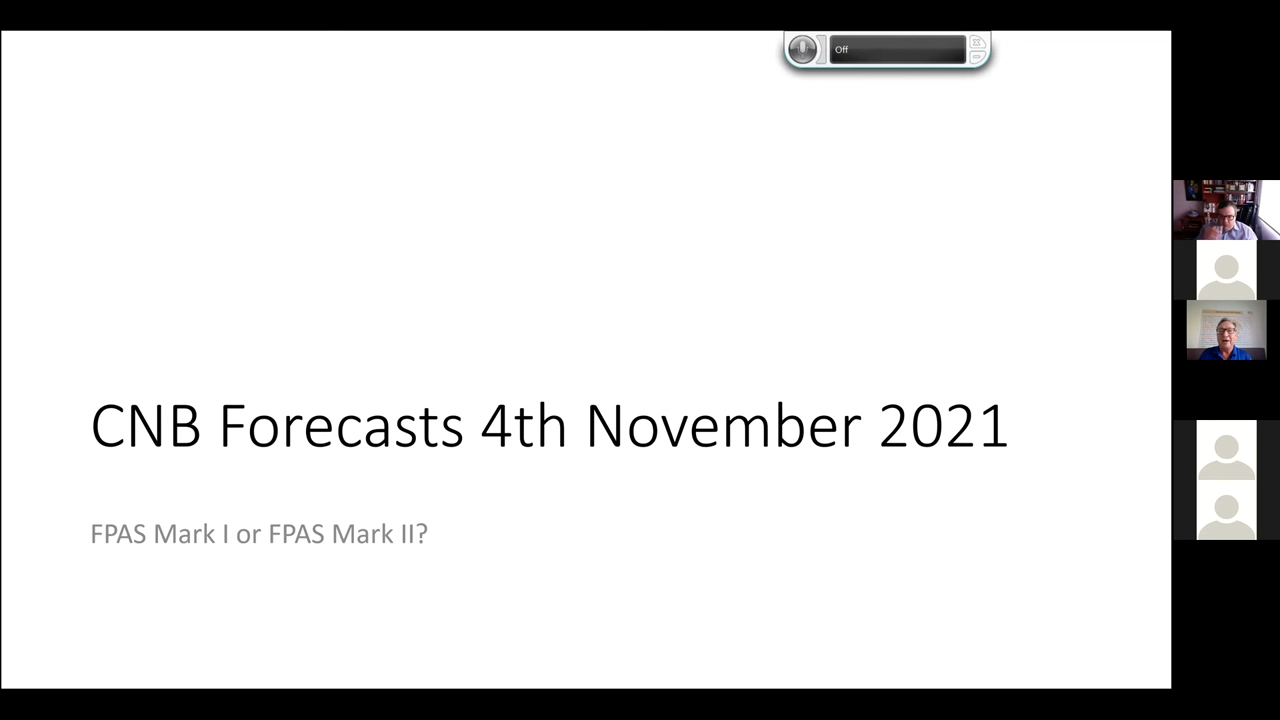 Off
CNB Forecasts 4th November 2021
FPAS Mark I or FPAS Mark II?